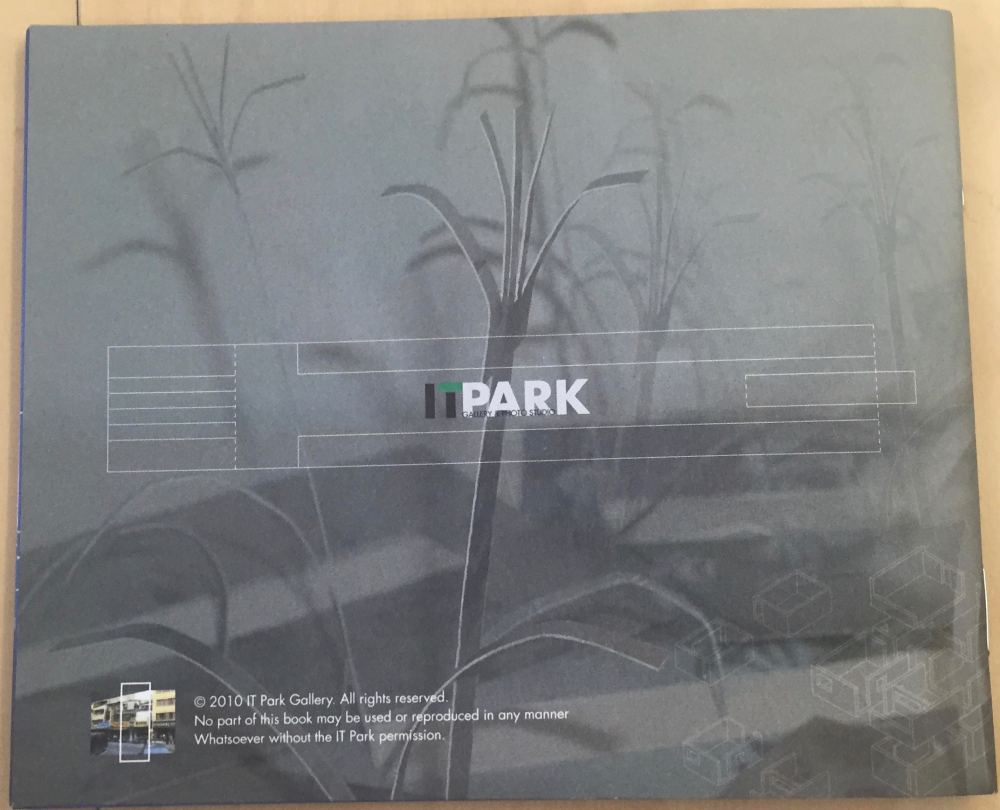 ITPARK
GALLERY & PHOTO STUDIO
© 2010 IT Park Gallery. All rights reserved.
No part of this book may be used or reproduced in any manner
Whatsoever without the IT Park permission.